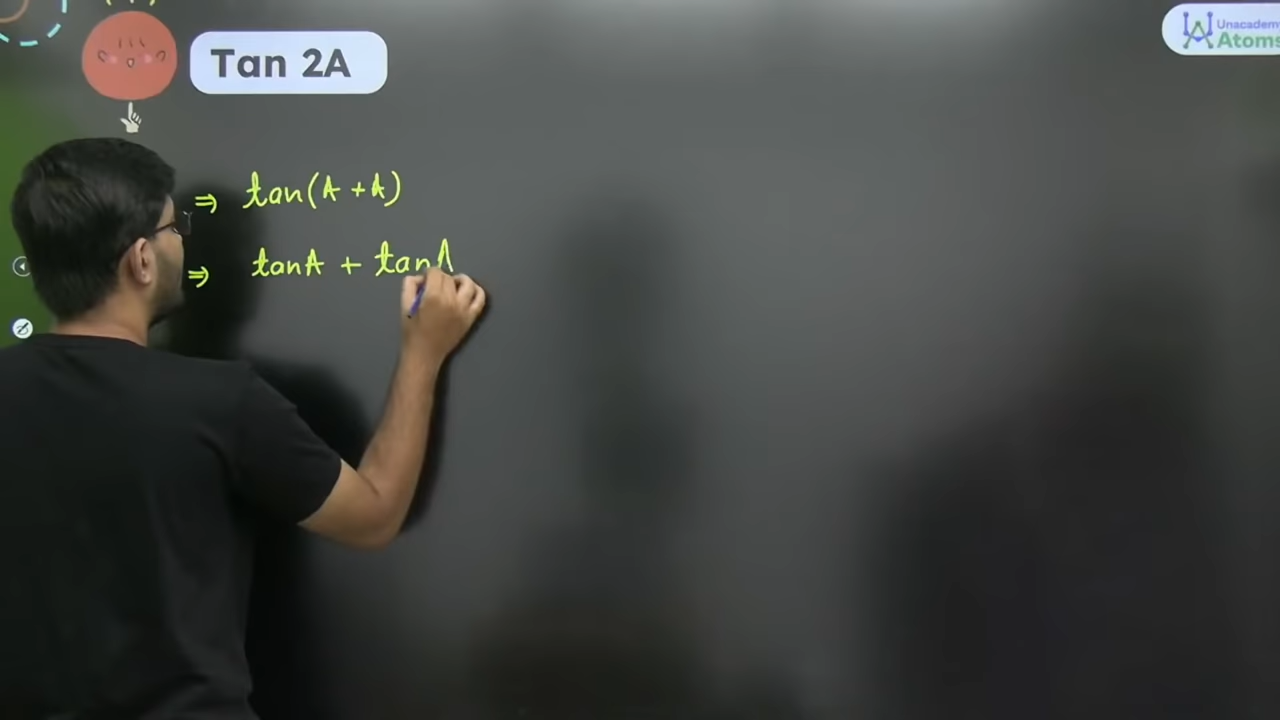 Tan 2A
Unacademy
Atoms
⇒ tan(A + A)
⇒ tanA + tanA